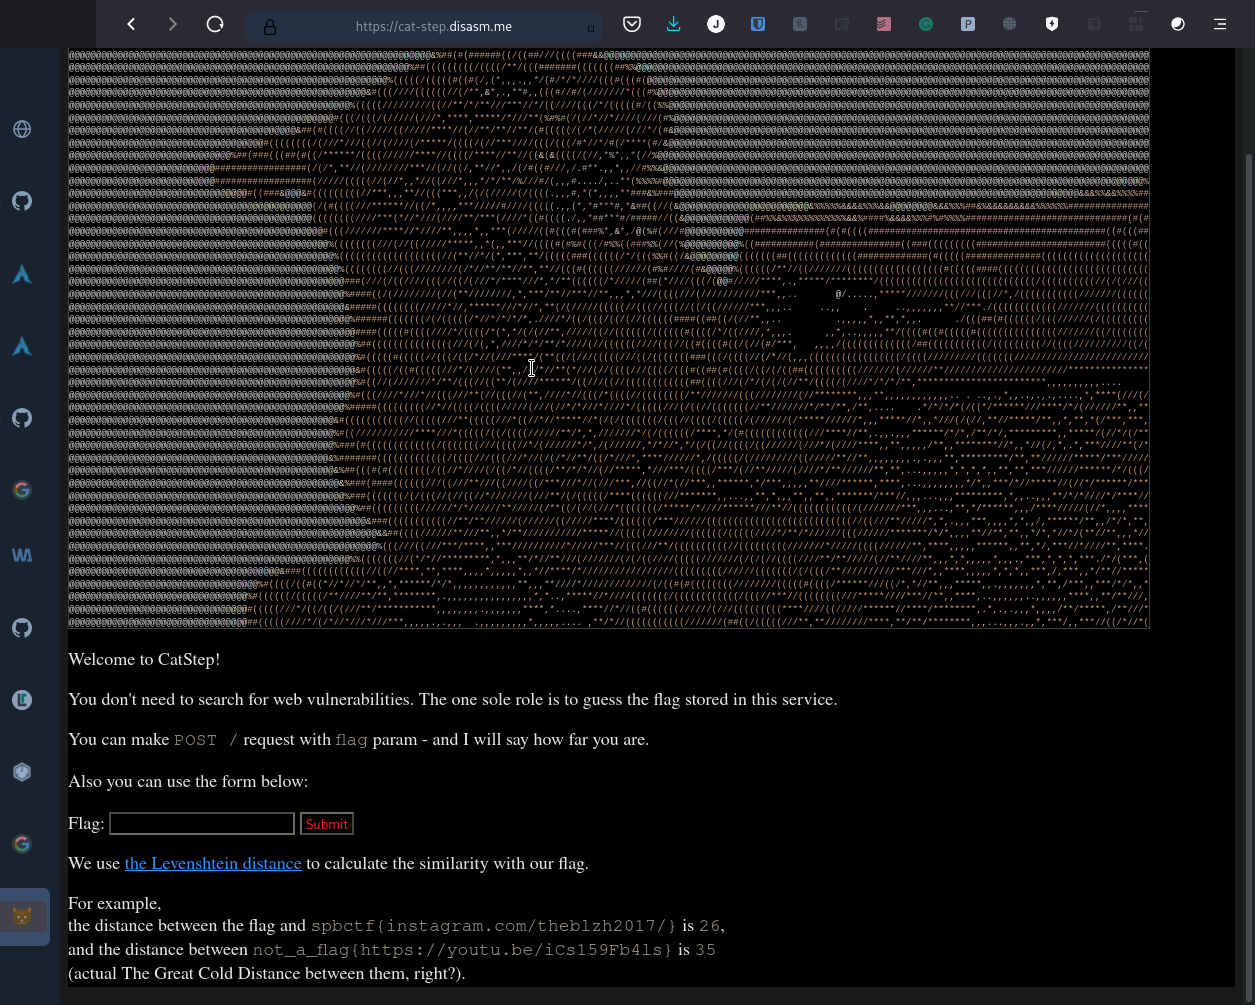 https://cat-step.disasm.me
Welcome to CatStep!
You don't need to search for web vulnerabilities. The one sole role is to guess the flag stored in this service.
You can make POST / request with flag param - and I will say how far you are.
Also you can use the form below:
Flag: Submit
We use the Levenshtein distance to calculate the similarity with our flag.
For example,
the distance between the flag and spbctf{instagram.com/theblzh2017/} is 26,
and the distance between not_a_flag{https://youtu.be/iCs159Fb4ls} is 35
(actual The Great Cold Distance between them, right?).